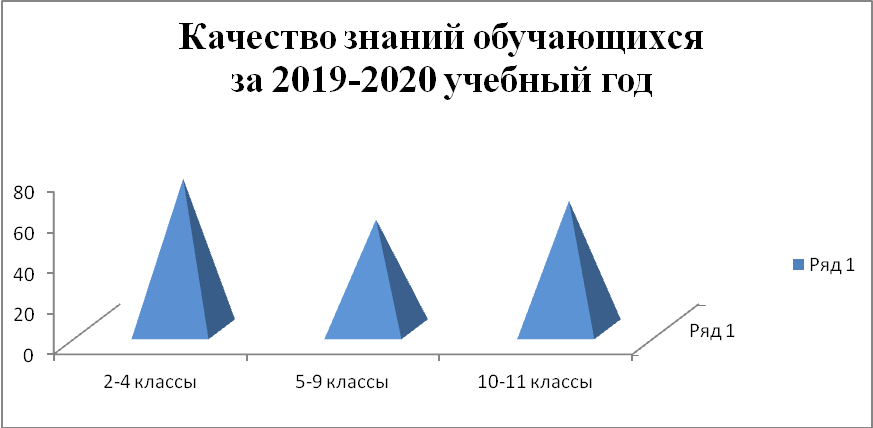 Качество знаний обучающихся
за 2019-2020 учебный год
80
60
40
20
0
2-4 классы
5-9 классы
10-11 классы
Ряд 1
Ряд 1